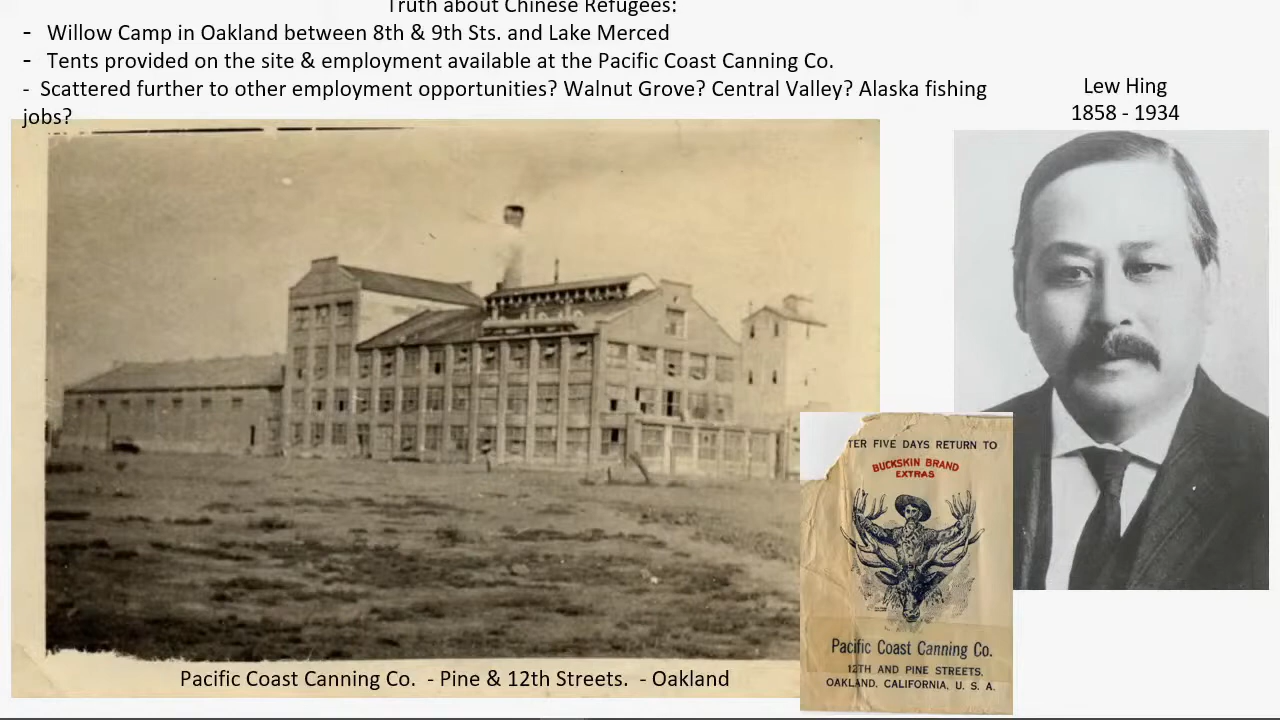 Truth about Chinese Refugees:
- Willow Camp in Oakland between 8th & 9th Sts. and Lake Merced
- Tents provided on the site & employment available at the Pacific Coast Canning Co.
- Scattered further to other employment opportunities? Walnut Grove? Central Valley? Alaska fishing
jobs?
Lew Hing
1858 - 1934
TER FIVE DAYS RETURN TO
BUCKSKIN BRAND
EXTRAS
Pacific Coast Canning Co.
12TH AND PINE STREETS,
OAKLAND, CALIFORNIA, U. S. A.
Pacific Coast Canning Co. - Pine & 12th Streets. - Oakland